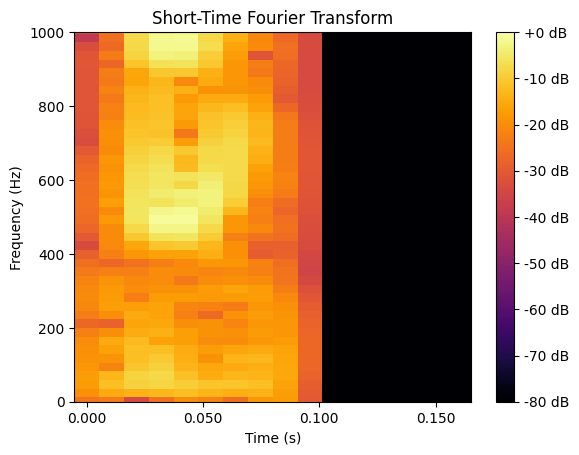 Short-Time Fourier Transform
1000
800
600
400
200
0
Frequency (Hz)
0.000
0.050
0.100
0.150
Time (s)
+0 dB
-10 dB
-20 dB
-30 dB
-40 dB
-50 dB
-60 dB
-70 dB
-80 dB